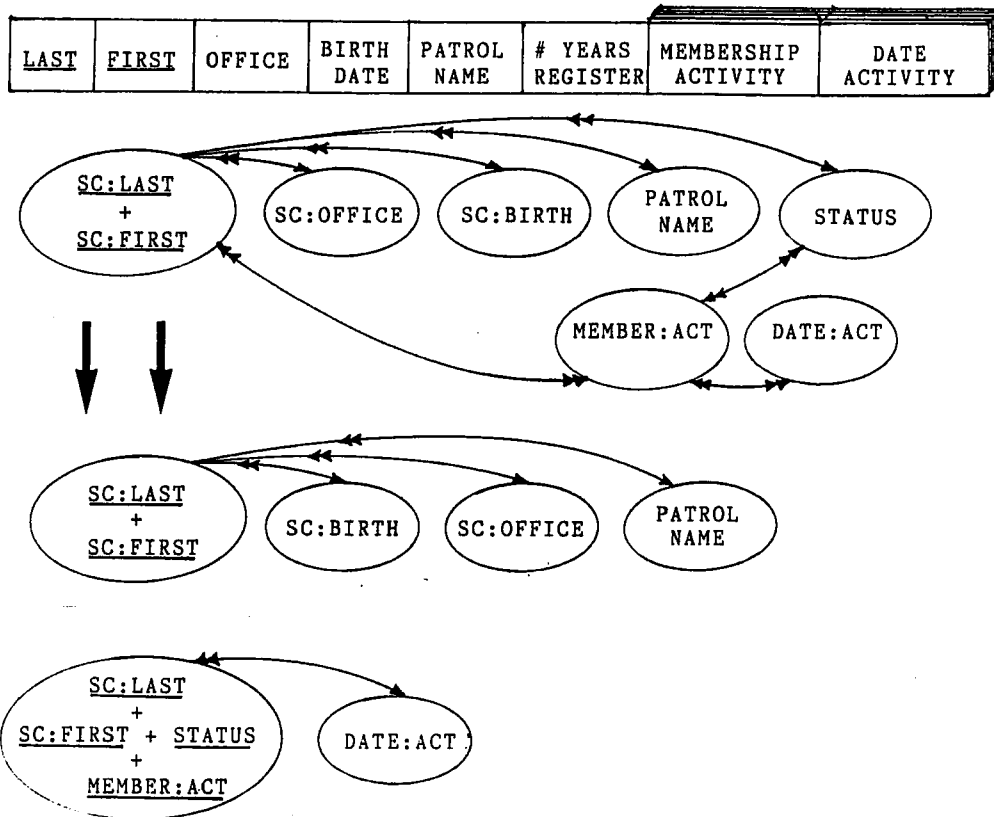 LAST FIRST OFFICE BIRTH DATE PATROL NAME # YEARS REGISTER MEMBERSHIP ACTIVITY DATE ACTIVITY
SC:LAST
+
SC:FIRST
SC:OFFICE
SC:BIRTH
PATROL
NAME
STATUS
MEMBER:ACT
DATE:ACT
SC:LAST
+
SC:FIRST
SC:BIRTH
SC:OFFICE
PATROL
NAME
SC:LAST
+
SC:FIRST + STATUS
+
MEMBER:ACT
DATE:ACT